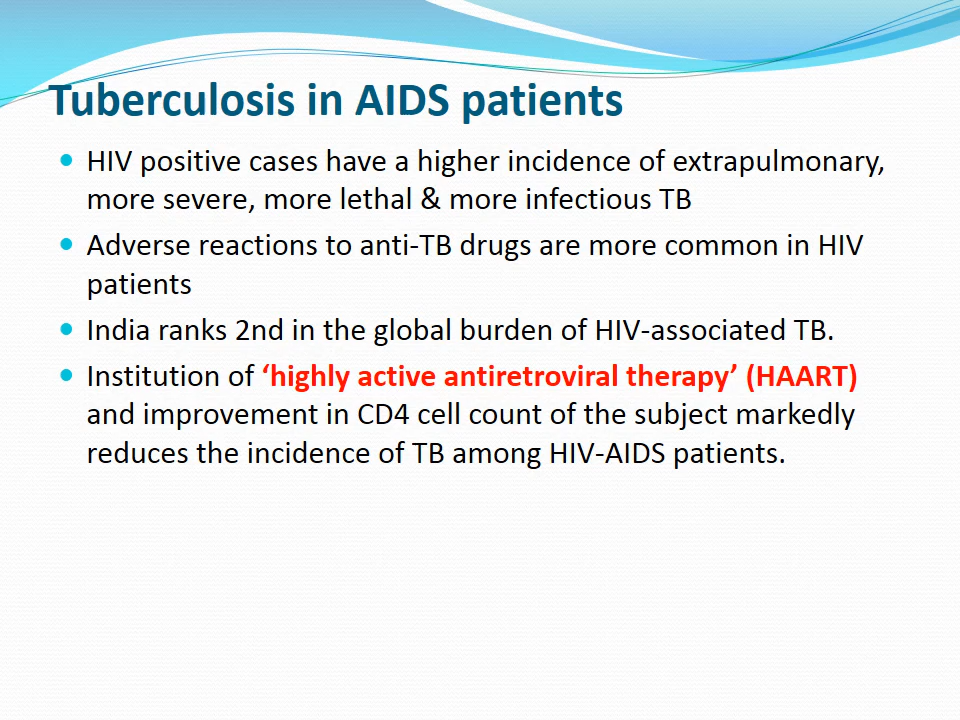 Tuberculosis in AIDS patients
• HIV positive cases have a higher incidence of extrapulmonary,
more severe, more lethal & more infectious TB
• Adverse reactions to anti-TB drugs are more common in HIV
patients
• India ranks 2nd in the global burden of HIV-associated TB.
• Institution of ‘highly active antiretroviral therapy’ (HAART)
and improvement in CD4 cell count of the subject markedly
reduces the incidence of TB among HIV-AIDS patients.